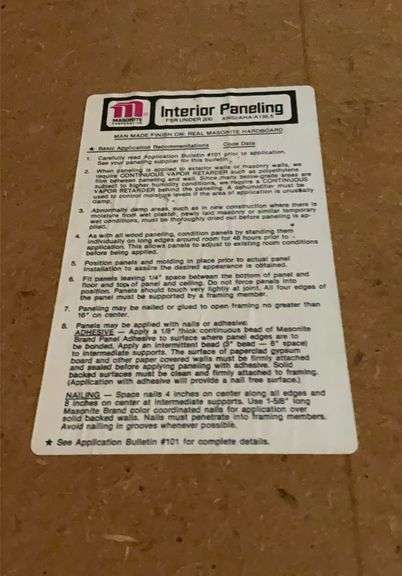 m
MASONITE
CORPORATION
Interior Paneling
FSR UNDER 200 ANSI/AHA/A135.5
MAN MADE FINISH ON: REAL MASONITE HARDBOARD
★ Basic Application Recommendations Code Date
1. Carefully read Application Bulletin #101 prior to application.
See your paneling supplier for this bulletin.
2. When paneling is applied to exterior walls or masonry walls, we
require CONTINUOUS VAPOR RETARDER such as polyethylene
film between paneling and wall. Since many below-grade areas are
subject to higher humidity conditions, we require a CONTINUOUS
VAPOR RETARDER behind the paneling. A dehumidifier must be
used to control moisture levels if the area of application is unusually
damp.
3. Abnormally damp areas, such as in new construction where there is
moisture from wet plaster, newly laid masonry or similar temporary
wet conditions, must be thoroughly dried out before paneling is ap-
plied.
4. As with all wood paneling, condition panels by standing them
individually on long edges around room for 48 hours prior to
application. This allows panels to adjust to existing room conditions
before being applied.
5. Position panels and molding in place prior to actual panel
installation to assure the desired appearance is obtained.
6. Fit panels leaving 1/4" space between the bottom of panel and
floor and top of panel and ceiling. Do not force panels into
position. Panels should touch very lightly at joint. All four edges of
the panel must be supported by a framing member.
7. Paneling may be nailed or glued to open framing no greater than
16" on center.
8. Panels may be applied with nails or adhesive.
ADHESIVE — Apply a 1/8" thick continuous bead of Masonite
Brand Panel Adhesive to surface where panel edges are to
be bonded. Apply an intermittent bead (3" bead — 6" space)
to intermediate supports. The surface of paperclad gypsum
board and other paper covered walls must be firmly attached
and sealed before applying paneling with adhesive. Solid
backed surfaces must be clean and firmly attached to framing.
(Application with adhesive will provide a nail free surface.)
NAILING — Space nails 4 inches on center along all edges and
8 inches on center at intermediate supports. Use 1-5/8" long
Masonite Brand color coordinated nails for application over
solid backed walls. Nails must penetrate into framing members.
Avoid nailing in grooves whenever possible.
★ See Application Bulletin #101 for complete details.